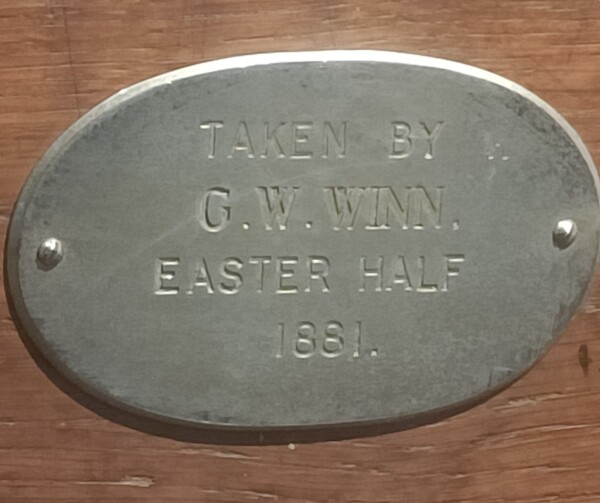 TAKEN BY
G.W.WINN.
EASTER HALF
1881.